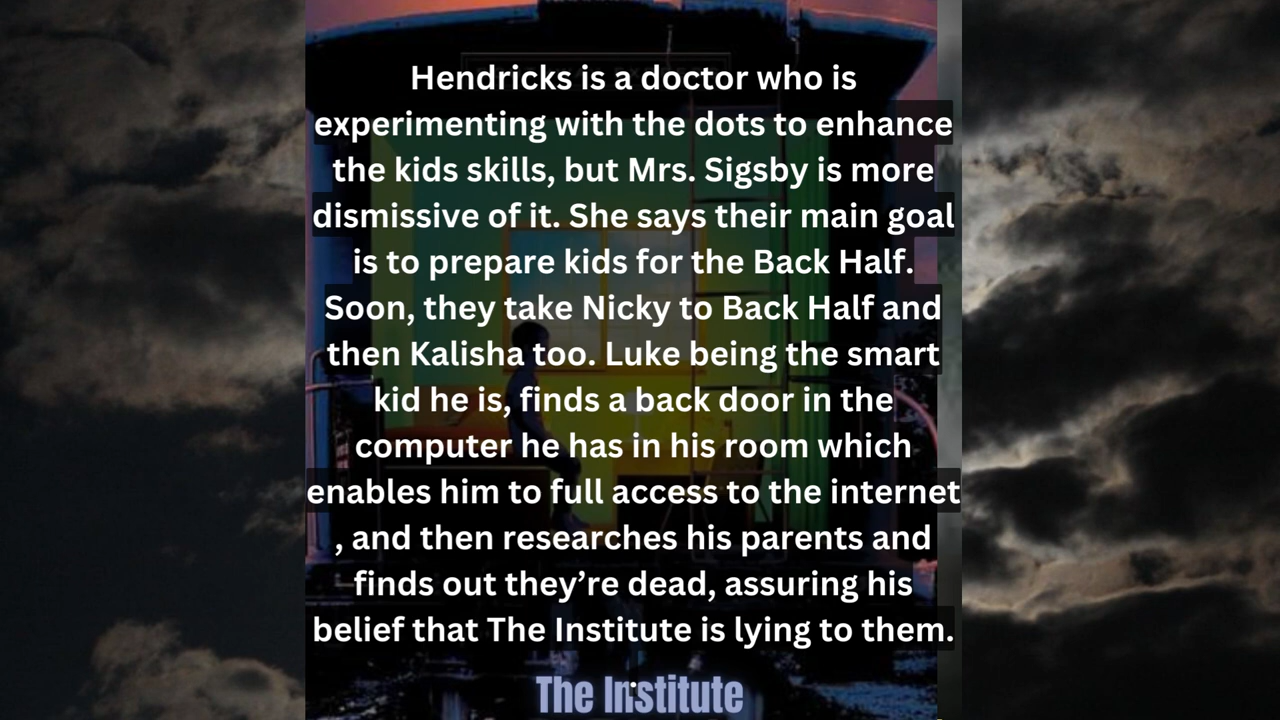 Hendricks is a doctor who is
experimenting with the dots to enhance
the kids skills, but Mrs. Sigsby is more
dismissive of it. She says their main goal
is to prepare kids for the Back Half.
Soon, they take Nicky to Back Half and
then Kalisha too. Luke being the smart
kid he is, finds a back door in the
computer he has in his room which
enables him to full access to the internet
, and then researches his parents and
finds out they’re dead, assuring his
belief that The Institute is lying to them.
.
The Institute